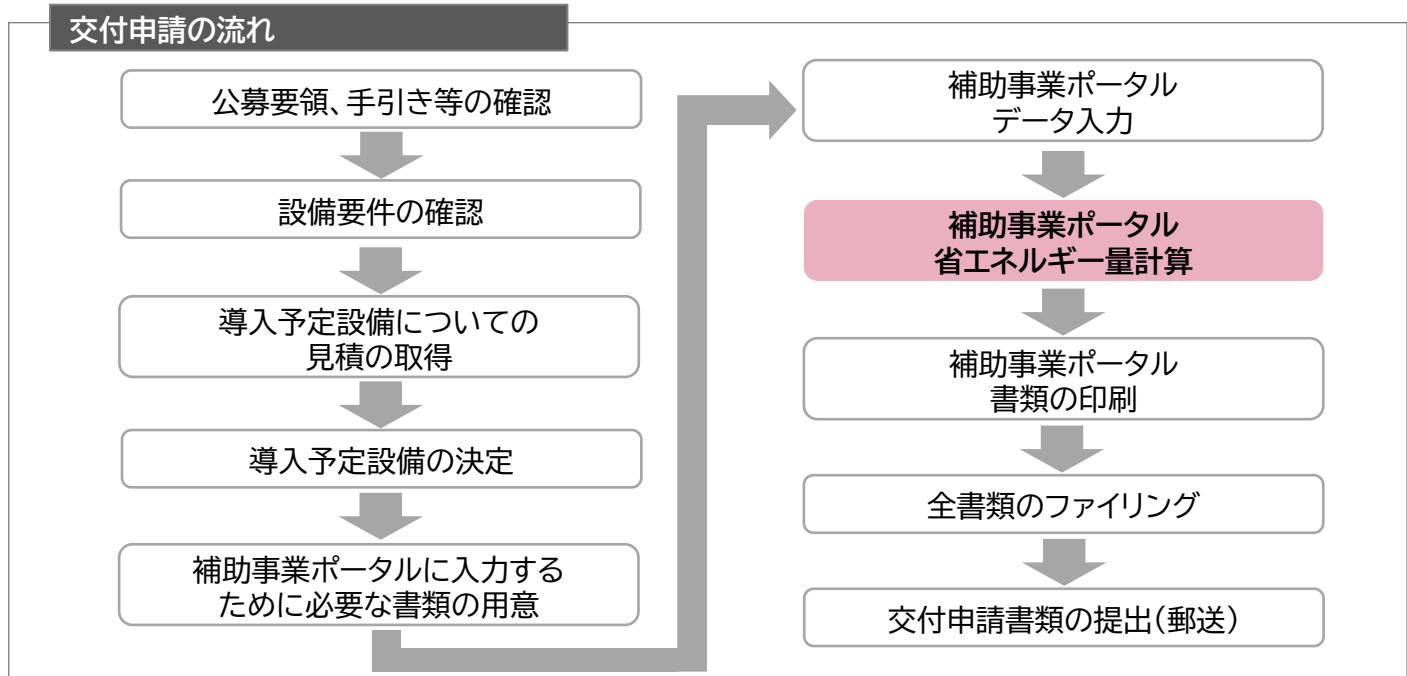 交付申請の流れ
公募要領、手引き等の確認
設備要件の確認
導入予定設備についての
見積の取得
導入予定設備の決定
補助事業ポータルに入力する
ために必要な書類の用意
補助事業ポータル
データ入力
補助事業ポータル
省エネルギー量計算
補助事業ポータル
書類の印刷
全書類のファイリング
交付申請書類の提出(郵送)